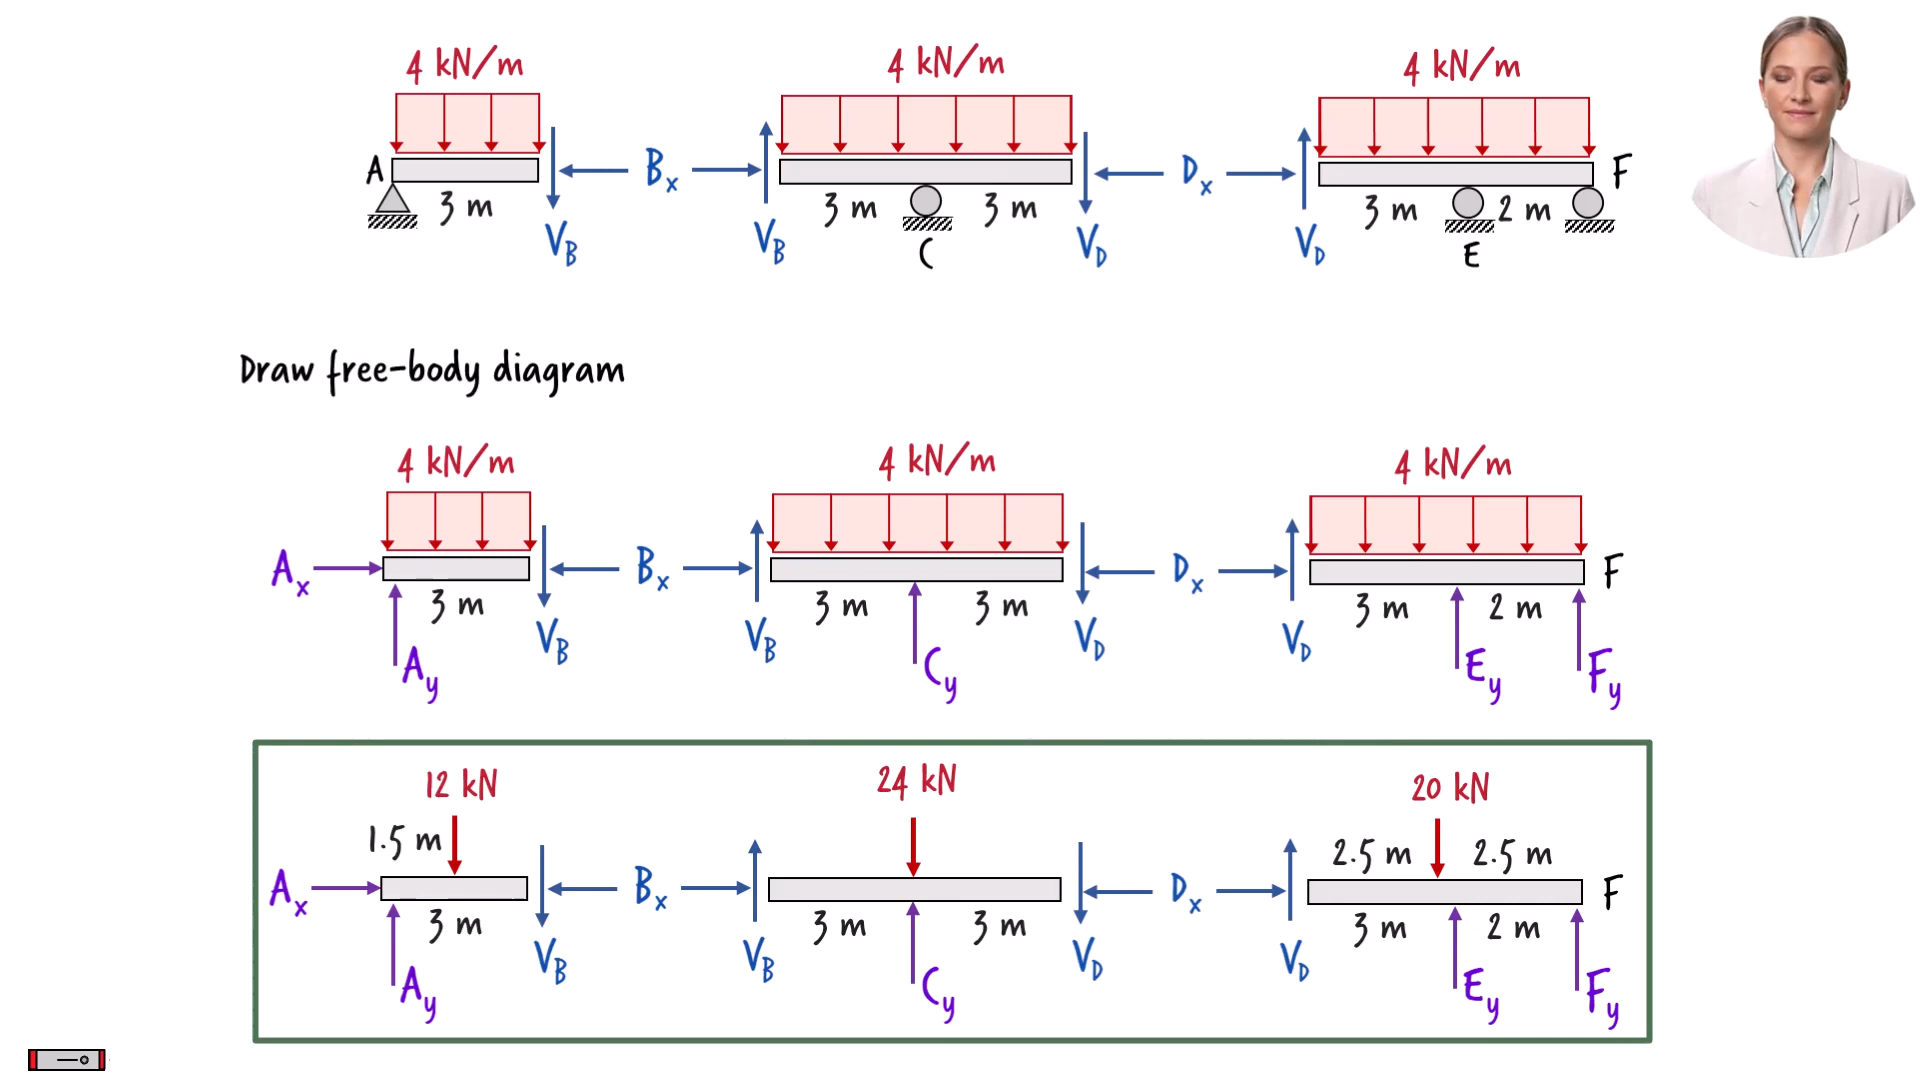 4 kN/m 4 kN/m 4 kN/m
A Bx Dx F
3 m 3 m 3 m 3 m 2 m
VB VB C VD VD E
Draw free-body diagram
4 kN/m 4 kN/m 4 kN/m
Ax Bx Dx F
3 m 3 m 3 m 3 m 2 m
VB VB VD VD
Ay Cy Ey Fy
12 kN 24 kN 20 kN
1.5 m 2.5 m 2.5 m
Ax Bx Dx F
3 m 3 m 3 m 3 m 2 m
VB VB VD VD
Ay Cy Ey Fy